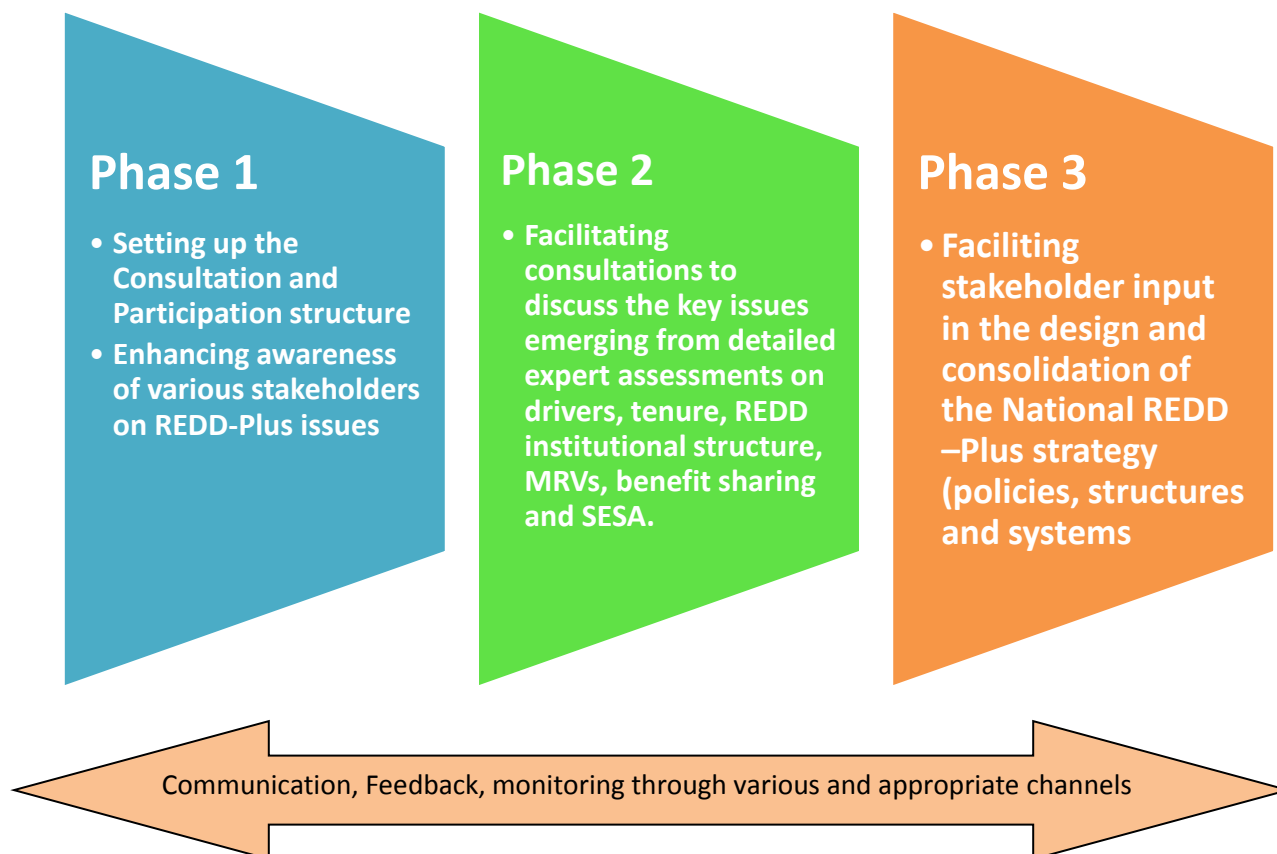 Phase 1
• Setting up the
Consultation and
Participation structure
• Enhancing awareness
of various stakeholders
on REDD-Plus issues
Phase 2
• Facilitating
consultations to
discuss the key issues
emerging from detailed
expert assessments on
drivers, tenure, REDD
institutional structure,
MRVs, benefit sharing
and SESA.
Phase 3
• Faciliting
stakeholder input
in the design and
consolidation of
the National REDD
–Plus strategy
(policies, structures
and systems
Communication, Feedback, monitoring through various and appropriate channels